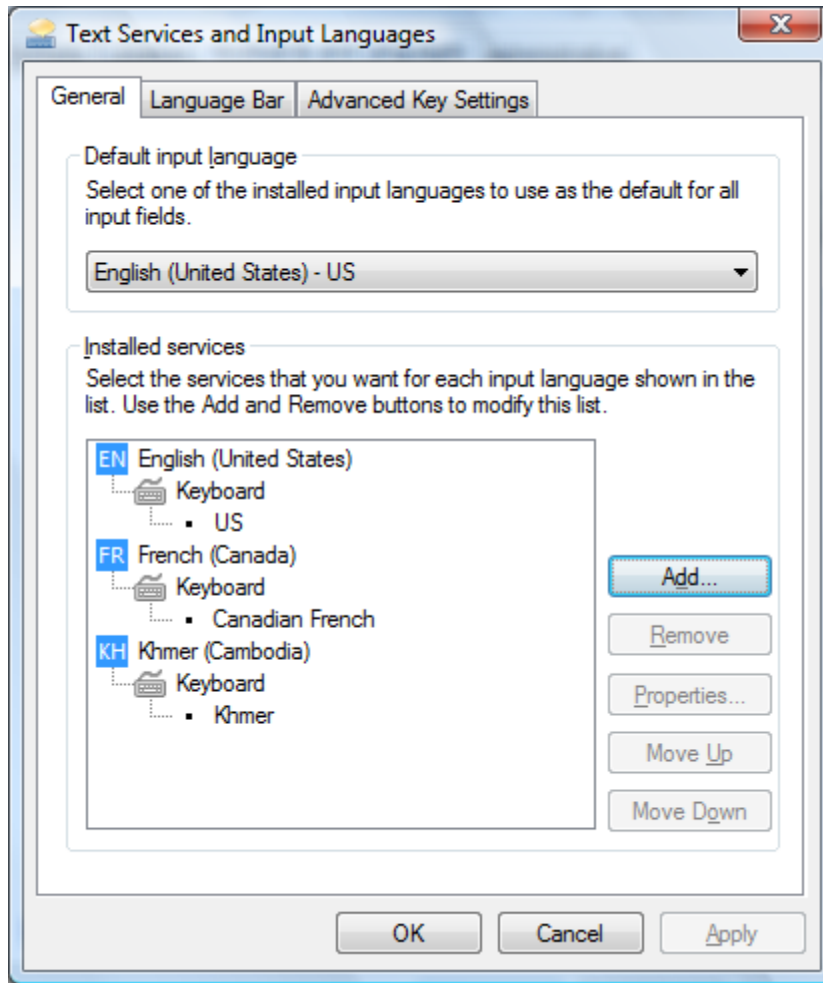 Text Services and Input Languages
General
Language Bar
Advanced Key Settings
Default input language
Select one of the installed input languages to use as the default for all
input fields.
English (United States) - US
Installed services
Select the services that you want for each input language shown in the
list. Use the Add and Remove buttons to modify this list.
EN English (United States)
Keyboard
US
FR French (Canada)
Keyboard
Canadian French
KH Khmer (Cambodia)
Keyboard
Khmer
Add...
Remove
Properties...
Move Up
Move Down
OK
Cancel
Apply